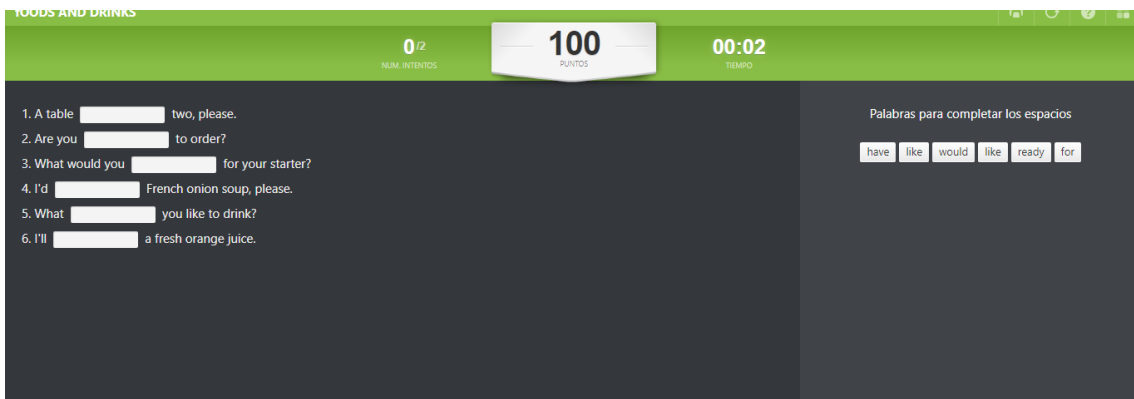 FOODS AND DRINKS
0/2
NUM. INTENTOS
100
PUNTOS
00:02
TIEMPO
1. A table two, please.
2. Are you to order?
3. What would you for your starter?
4. I'd French onion soup, please.
5. What you like to drink?
6. I'll a fresh orange juice.
Palabras para completar los espacios
have like would like ready for